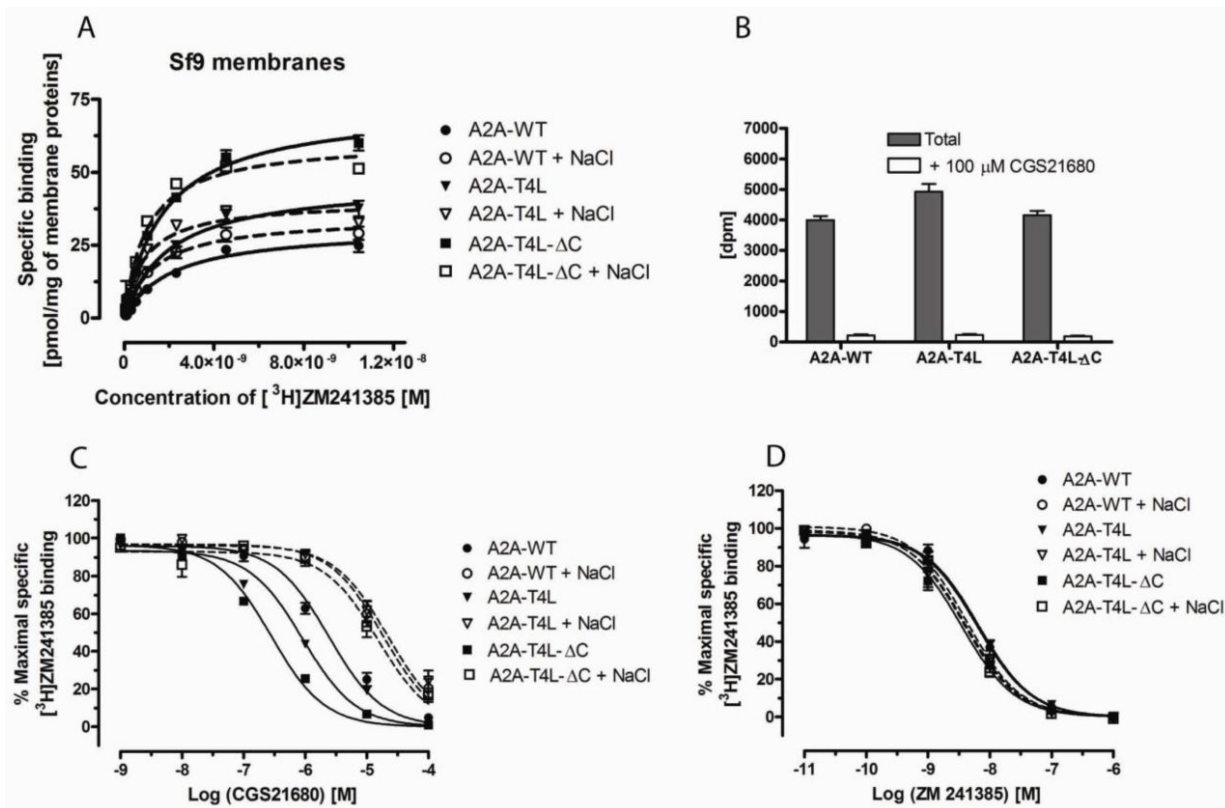 A
Sf9 membranes
Specific binding
[pmol/mg of membrane proteins]
75
50
25
0
0
4.0×10⁻⁹
8.0×10⁻⁹
1.2×10⁻⁸
Concentration of [³H]ZM241385 [M]
A2A-WT
A2A-WT + NaCl
A2A-T4L
A2A-T4L + NaCl
A2A-T4L-ΔC
A2A-T4L-ΔC + NaCl
B
[dpm]
7000
6000
5000
4000
3000
2000
1000
0
Total
+ 100 μM CGS21680
A2A-WT
A2A-T4L
A2A-T4L-ΔC
C
% Maximal specific
[³H]ZM241385 binding
120
100
80
60
40
20
0
-9
-8
-7
-6
-5
-4
Log (CGS21680) [M]
A2A-WT
A2A-WT + NaCl
A2A-T4L
A2A-T4L + NaCl
A2A-T4L-ΔC
A2A-T4L-ΔC + NaCl
D
% Maximal specific
[³H]ZM241385 binding
120
100
80
60
40
20
0
-11
-10
-9
-8
-7
-6
Log (ZM 241385) [M]
A2A-WT
A2A-WT + NaCl
A2A-T4L
A2A-T4L + NaCl
A2A-T4L-ΔC
A2A-T4L-ΔC + NaCl